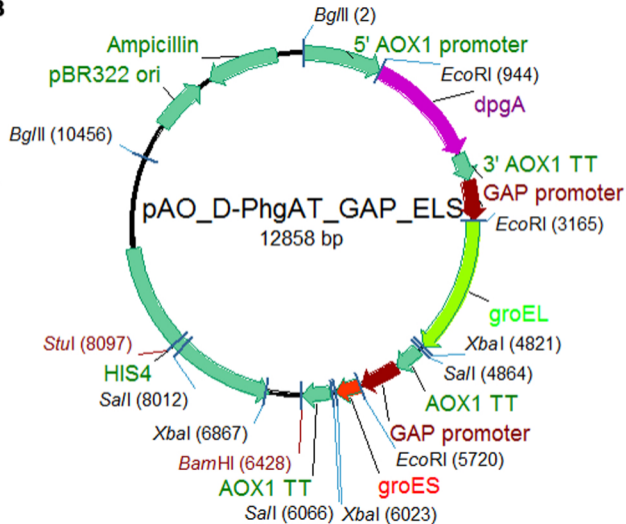 B
BglII (2)
Ampicillin
5' AOX1 promoter
pBR322 ori
EcoRI (944)
dpgA
BglII (10456)
3' AOX1 TT
GAP promoter
pAO_D-PhgAT_GAP_ELS
12858 bp
EcoRI (3165)
groEL
StuI (8097)
XbaI (4821)
HIS4
SalI (4864)
SalI (8012)
AOX1 TT
XbaI (6867)
GAP promoter
BamHI (6428)
EcoRI (5720)
AOX1 TT
groES
SalI (6066)
XbaI (6023)